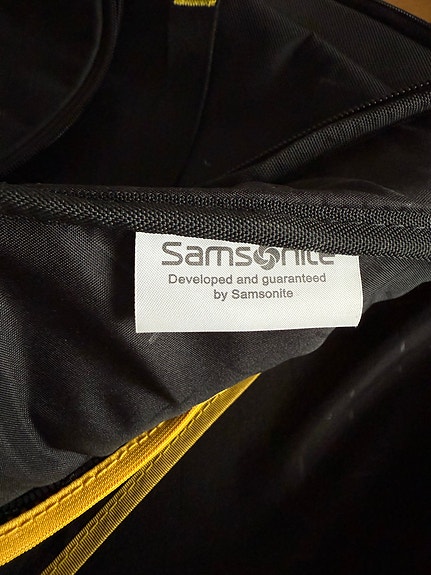 Samsonite
Developed and guaranteed
by Samsonite